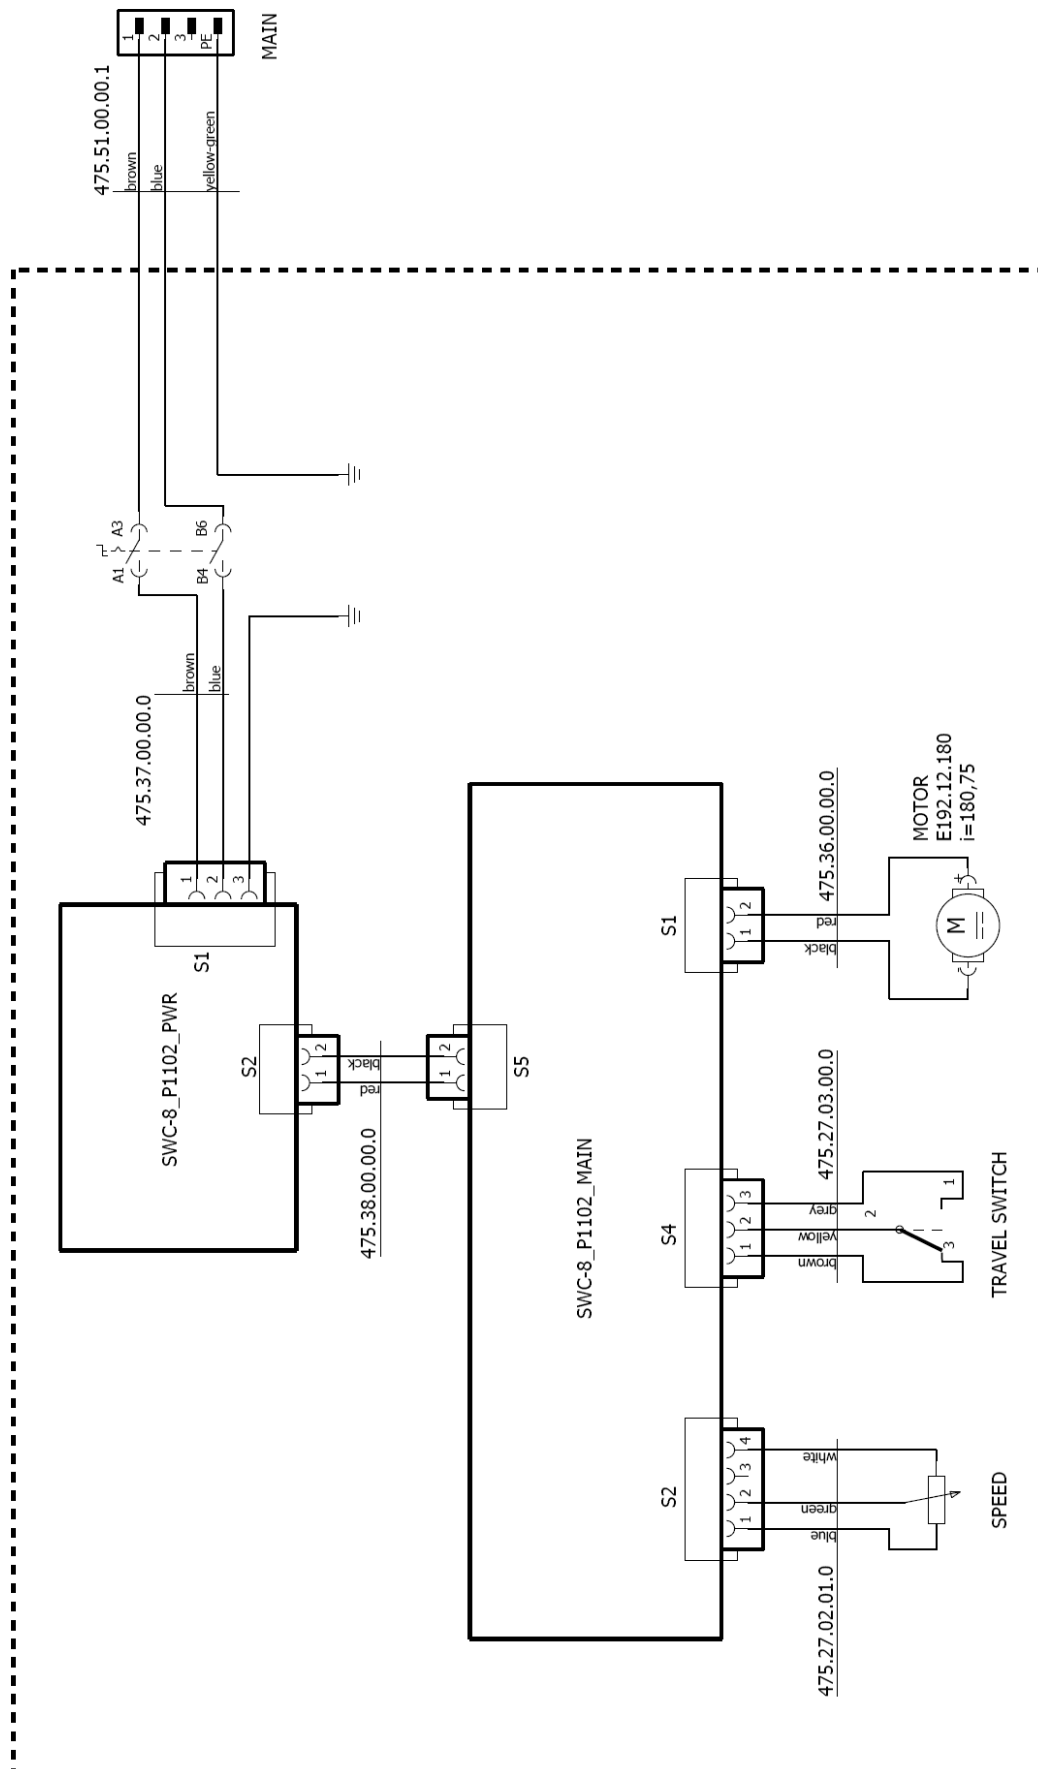 MAIN
1
2
3
PE
475.51.00.00.1
brown
blue
yellow-green
A3
A1
B6
B4
475.37.00.00.0
brown
blue
1
2
3
S1
SWC-8_P1102_PWR
S2
1
2
red
black
475.38.00.00.0
1
2
S5
SWC-8_P1102_MAIN
S1
1
2
black
red
475.36.00.00.0
MOTOR
E192.12.180
i=180,75
+
M
-
S4
1
2
3
brown
yellow
grey
475.27.03.00.0
1
2
3
TRAVEL SWITCH
S2
1
2
3
4
blue
green
white
475.27.02.01.0
SPEED